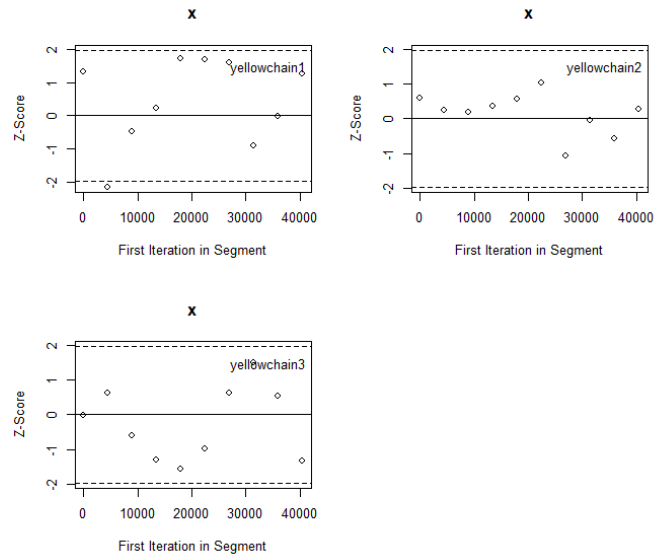 x
2
1
0
-1
-2
Z-Score
yellowchain1
0 10000 20000 30000 40000
First Iteration in Segment
x
2
1
0
-1
-2
Z-Score
yellowchain2
0 10000 20000 30000 40000
First Iteration in Segment
x
2
1
0
-1
-2
Z-Score
yellowchain3
0 10000 20000 30000 40000
First Iteration in Segment